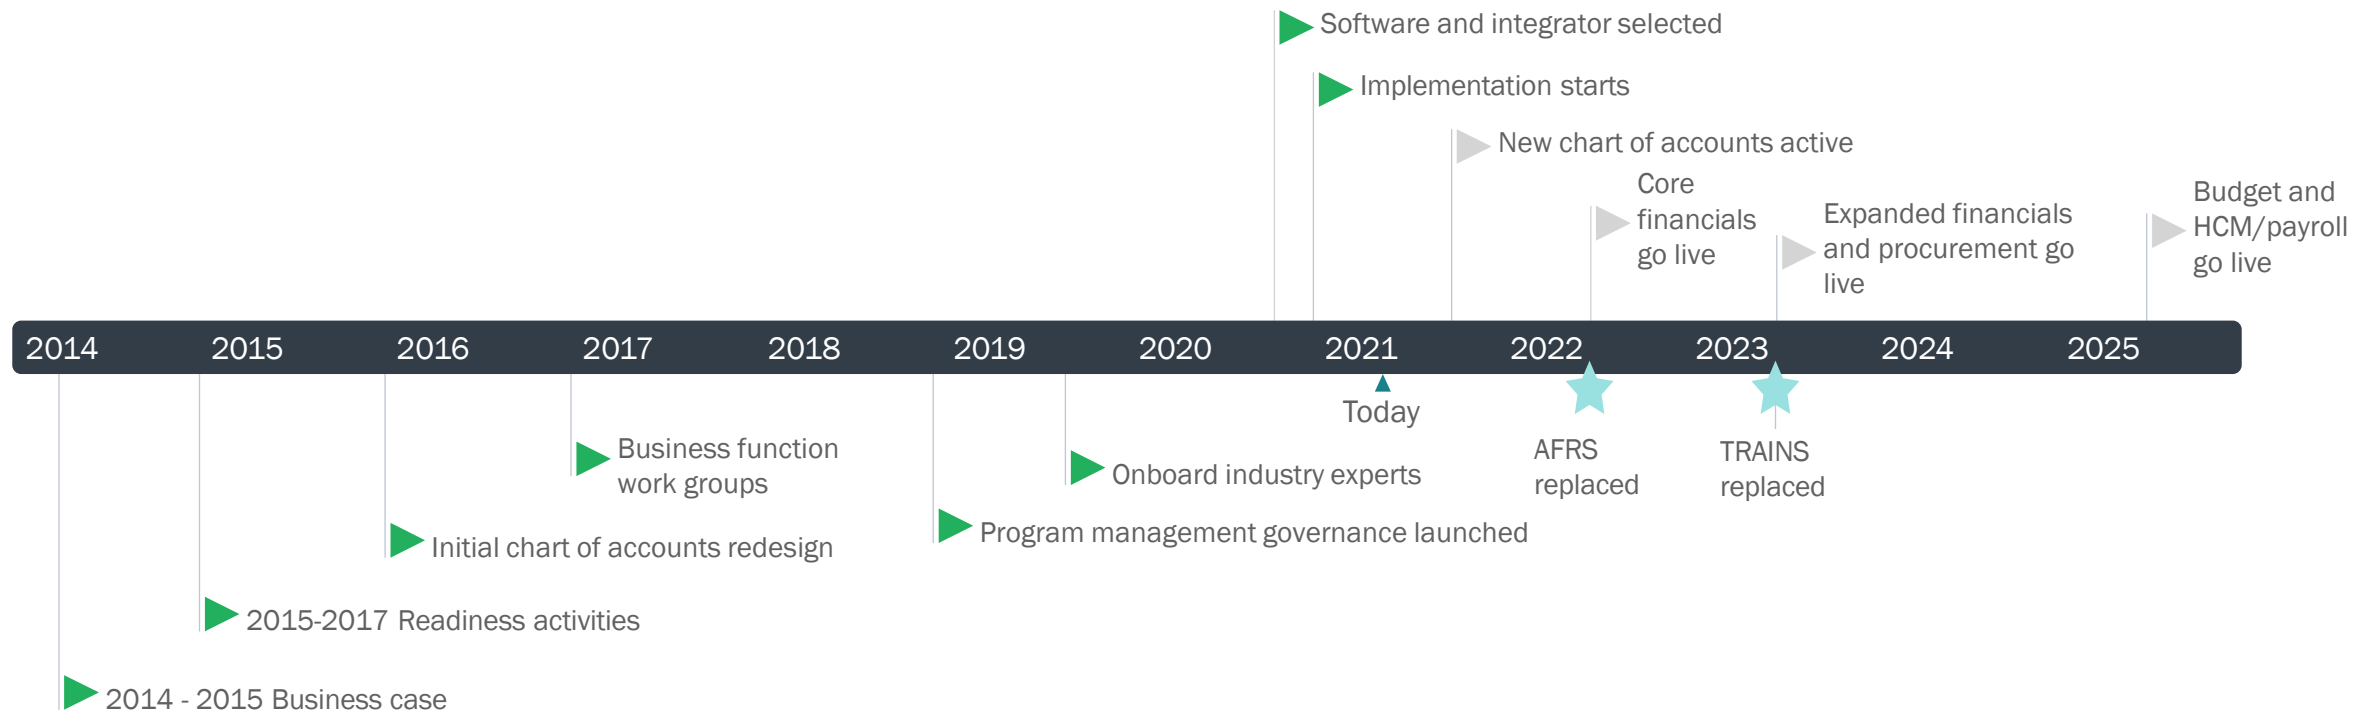 Software and integrator selected
Implementation starts
New chart of accounts active
Core
financials
go live
Expanded financials
and procurement go
live
Budget and
HCM/payroll
go live
2014 2015 2016 2017 2018 2019 2020 2021 2022 2023 2024 2025
Today
AFRS
replaced
TRAINS
replaced
Business function
work groups
Onboard industry experts
Program management governance launched
Initial chart of accounts redesign
2015-2017 Readiness activities
2014 - 2015 Business case